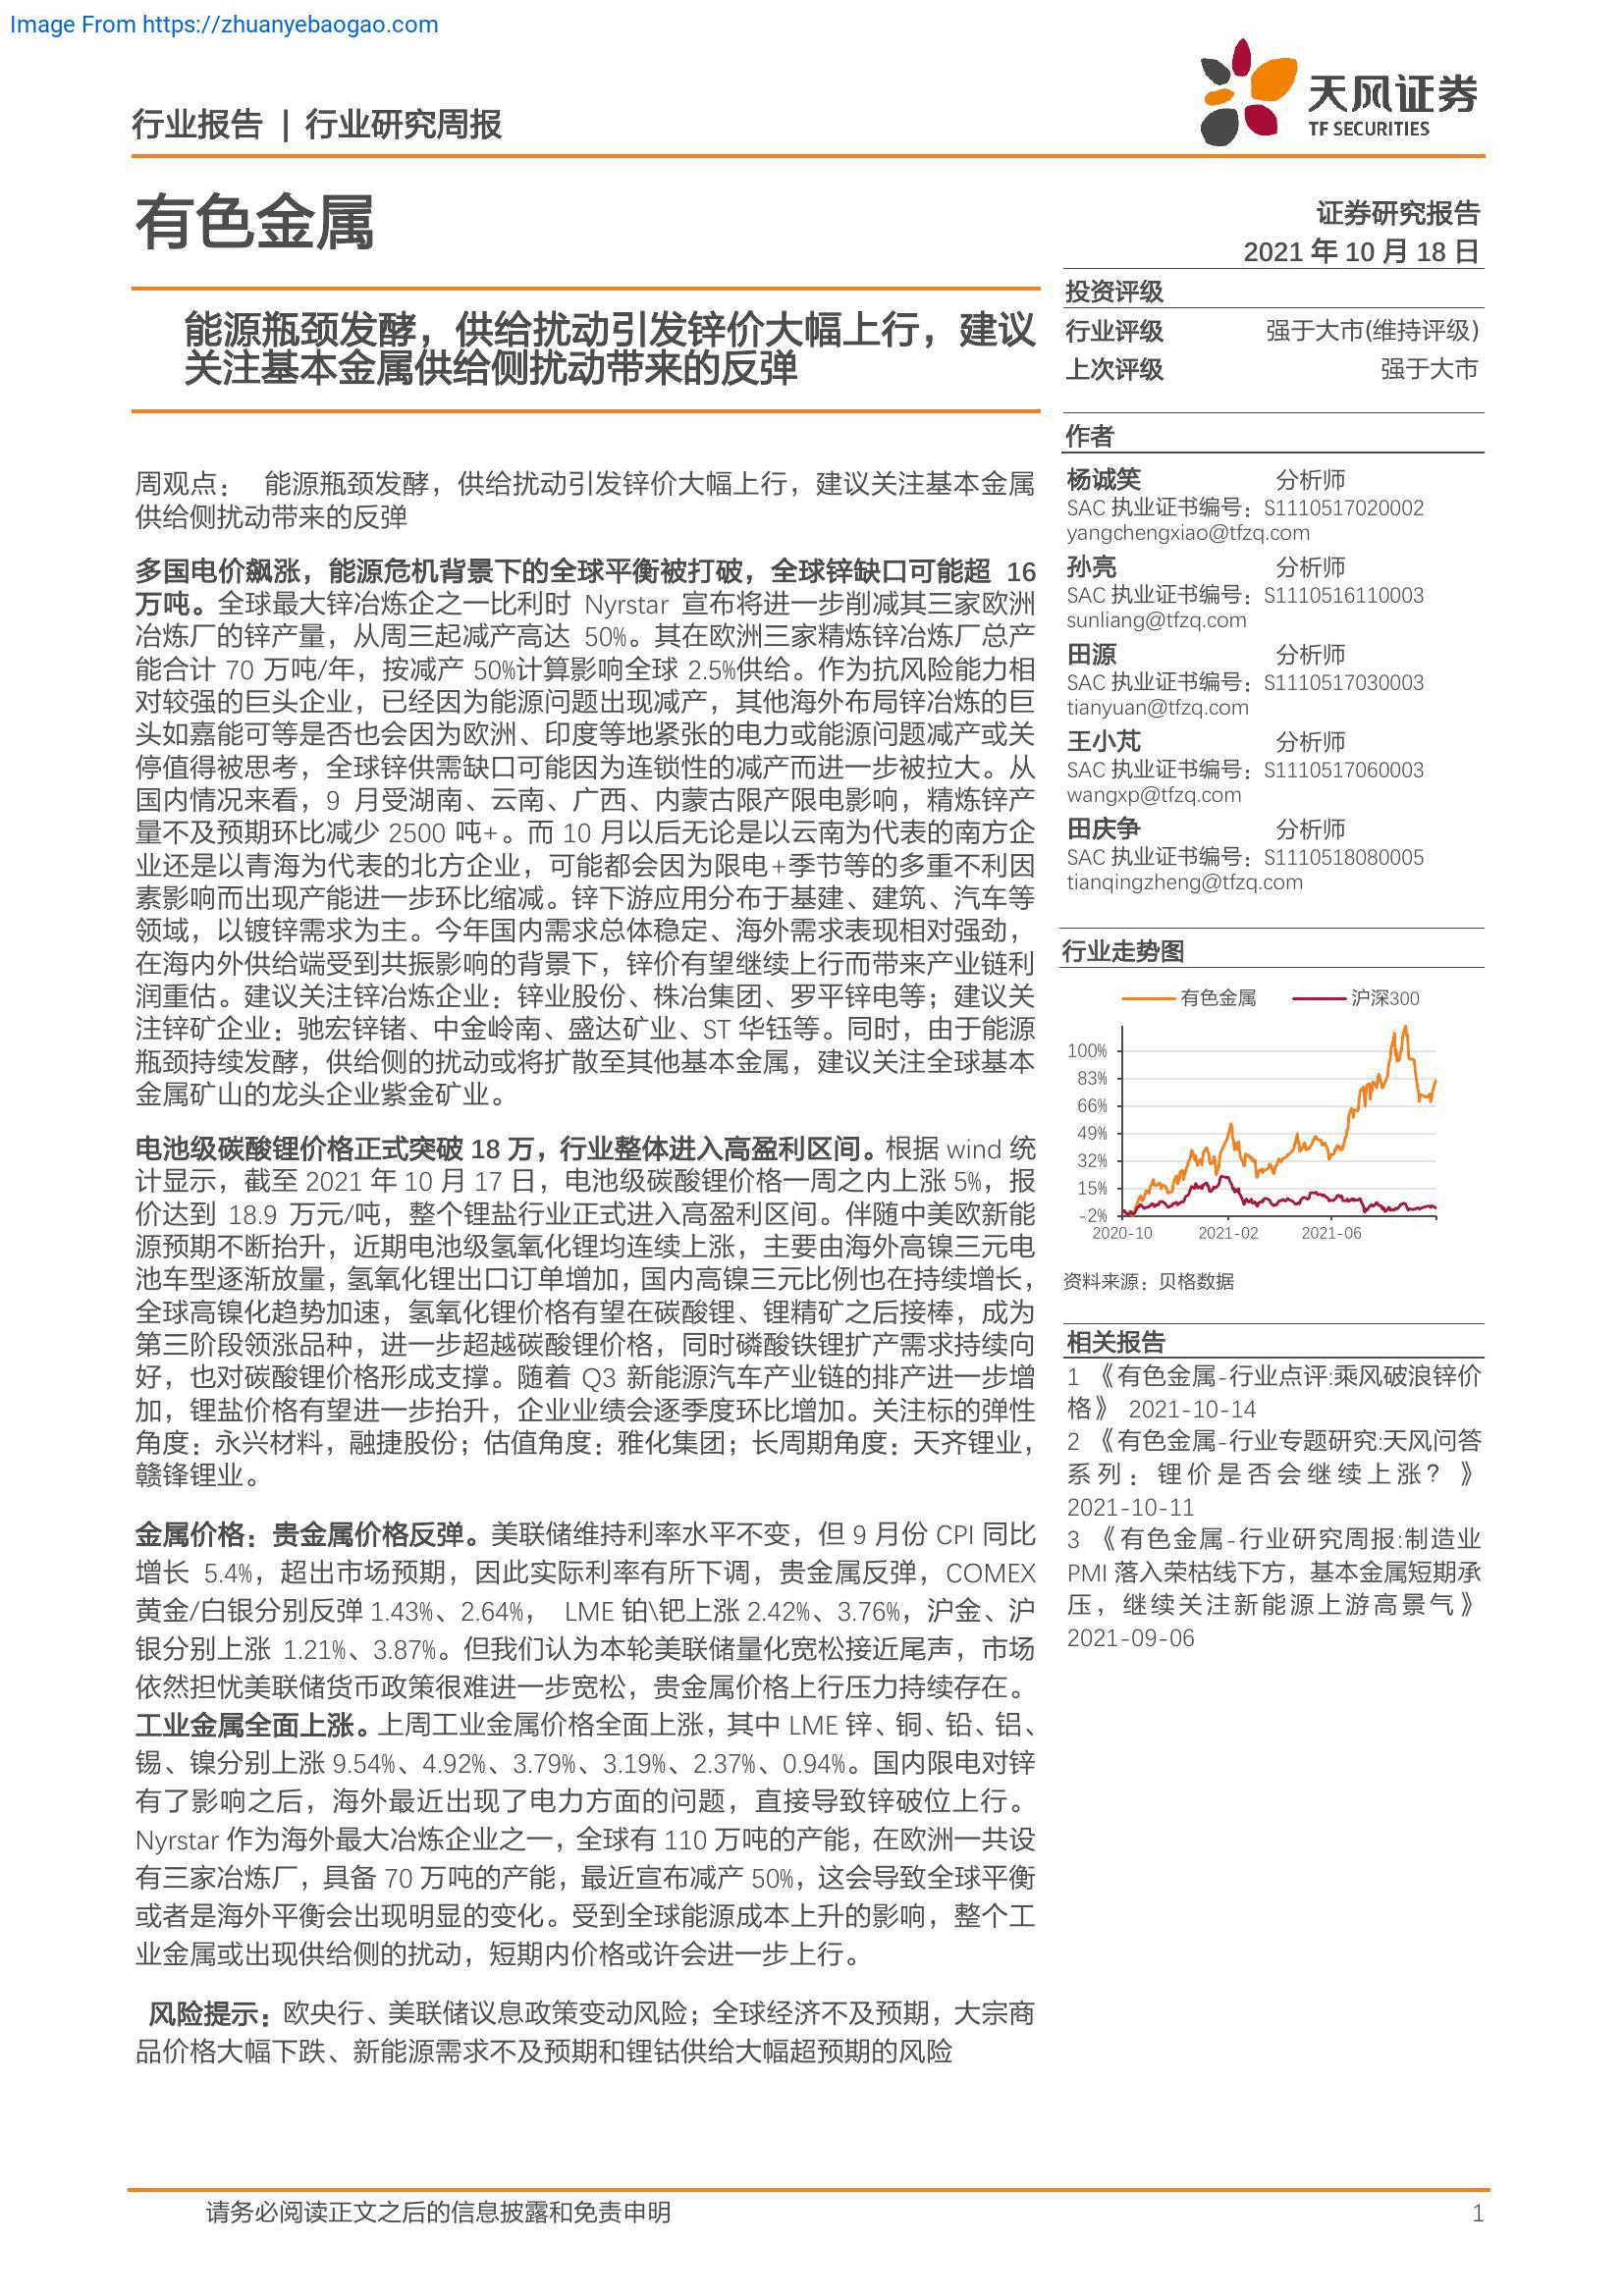 Image From https://zhuanyebaogao.com
天风证券
TF SECURITIES
行业报告 | 行业研究周报
有色金属
证券研究报告
2021 年 10 月 18 日
能源瓶颈发酵，供给扰动引发锌价大幅上行，建议
关注基本金属供给侧扰动带来的反弹
周观点： 能源瓶颈发酵，供给扰动引发锌价大幅上行，建议关注基本金属
供给侧扰动带来的反弹
多国电价飙涨，能源危机背景下的全球平衡被打破，全球锌缺口可能超 16
万吨。全球最大锌冶炼企之一比利时 Nyrstar 宣布将进一步削减其三家欧洲
冶炼厂的锌产量，从周三起减产高达 50%。其在欧洲三家精炼锌冶炼厂总产
能合计 70 万吨/年，按减产 50%计算影响全球 2.5%供给。作为抗风险能力相
对较强的巨头企业，已经因为能源问题出现减产，其他海外布局锌冶炼的巨
头如嘉能可等是否也会因为欧洲、印度等地紧张的电力或能源问题减产或关
停值得被思考，全球锌供需缺口可能因为连锁性的减产而进一步被拉大。从
国内情况来看，9 月受湖南、云南、广西、内蒙古限产限电影响，精炼锌产
量不及预期环比减少 2500 吨+。而 10 月以后无论是以云南为代表的南方企
业还是以青海为代表的北方企业，可能都会因为限电+季节等的多重不利因
素影响而出现产能进一步环比缩减。锌下游应用分布于基建、建筑、汽车等
领域，以镀锌需求为主。今年国内需求总体稳定、海外需求表现相对强劲，
在海内外供给端受到共振影响的背景下，锌价有望继续上行而带来产业链利
润重估。建议关注锌冶炼企业：锌业股份、株冶集团、罗平锌电等；建议关
注锌矿企业：驰宏锌锗、中金岭南、盛达矿业、ST 华钰等。同时，由于能源
瓶颈持续发酵，供给侧的扰动或将扩散至其他基本金属，建议关注全球基本
金属矿山的龙头企业紫金矿业。
电池级碳酸锂价格正式突破 18 万，行业整体进入高盈利区间。根据 wind 统
计显示，截至 2021 年 10 月 17 日，电池级碳酸锂价格一周之内上涨 5%，报
价达到 18.9 万元/吨，整个锂盐行业正式进入高盈利区间。伴随中美欧新能
源预期不断抬升，近期电池级氢氧化锂均连续上涨，主要由海外高镍三元电
池车型逐渐放量，氢氧化锂出口订单增加，国内高镍三元比例也在持续增长，
全球高镍化趋势加速，氢氧化锂价格有望在碳酸锂、锂精矿之后接棒，成为
第三阶段领涨品种，进一步超越碳酸锂价格，同时磷酸铁锂扩产需求持续向
好，也对碳酸锂价格形成支撑。随着 Q3 新能源汽车产业链的排产进一步增
加，锂盐价格有望进一步抬升，企业业绩会逐季度环比增加。关注标的弹性
角度：永兴材料，融捷股份；估值角度：雅化集团；长周期角度：天齐锂业，
赣锋锂业。
金属价格：贵金属价格反弹。美联储维持利率水平不变，但 9 月份 CPI 同比
增长 5.4%，超出市场预期，因此实际利率有所下调，贵金属反弹，COMEX
黄金/白银分别反弹 1.43%、2.64%， LME 铂\钯上涨 2.42%、3.76%，沪金、沪
银分别上涨 1.21%、3.87%。但我们认为本轮美联储量化宽松接近尾声，市场
依然担忧美联储货币政策很难进一步宽松，贵金属价格上行压力持续存在。
工业金属全面上涨。上周工业金属价格全面上涨，其中 LME 锌、铜、铅、铝、
锡、镍分别上涨 9.54%、4.92%、3.79%、3.19%、2.37%、0.94%。国内限电对锌
有了影响之后，海外最近出现了电力方面的问题，直接导致锌破位上行。
Nyrstar 作为海外最大冶炼企业之一，全球有 110 万吨的产能，在欧洲一共设
有三家冶炼厂，具备 70 万吨的产能，最近宣布减产 50%，这会导致全球平衡
或者是海外平衡会出现明显的变化。受到全球能源成本上升的影响，整个工
业金属或出现供给侧的扰动，短期内价格或许会进一步上行。
风险提示：欧央行、美联储议息政策变动风险；全球经济不及预期，大宗商
品价格大幅下跌、新能源需求不及预期和锂钴供给大幅超预期的风险
投资评级
行业评级 强于大市(维持评级)
上次评级 强于大市
作者
杨诚笑 分析师
SAC 执业证书编号：S1110517020002
yangchengxiao@tfzq.com
孙亮 分析师
SAC 执业证书编号：S1110516110003
sunliang@tfzq.com
田源 分析师
SAC 执业证书编号：S1110517030003
tianyuan@tfzq.com
王小芃 分析师
SAC 执业证书编号：S1110517060003
wangxp@tfzq.com
田庆争 分析师
SAC 执业证书编号：S1110518080005
tianqingzheng@tfzq.com
行业走势图
有色金属 沪深300
100%
83%
66%
49%
32%
15%
-2%
2020-10 2021-02 2021-06
资料来源：贝格数据
相关报告
1 《有色金属-行业点评:乘风破浪锌价
格》 2021-10-14
2 《有色金属-行业专题研究:天风问答
系列：锂价是否会继续上涨？》
2021-10-11
3 《有色金属-行业研究周报:制造业
PMI 落入荣枯线下方，基本金属短期承
压，继续关注新能源上游高景气》
2021-09-06
请务必阅读正文之后的信息披露和免责申明 1